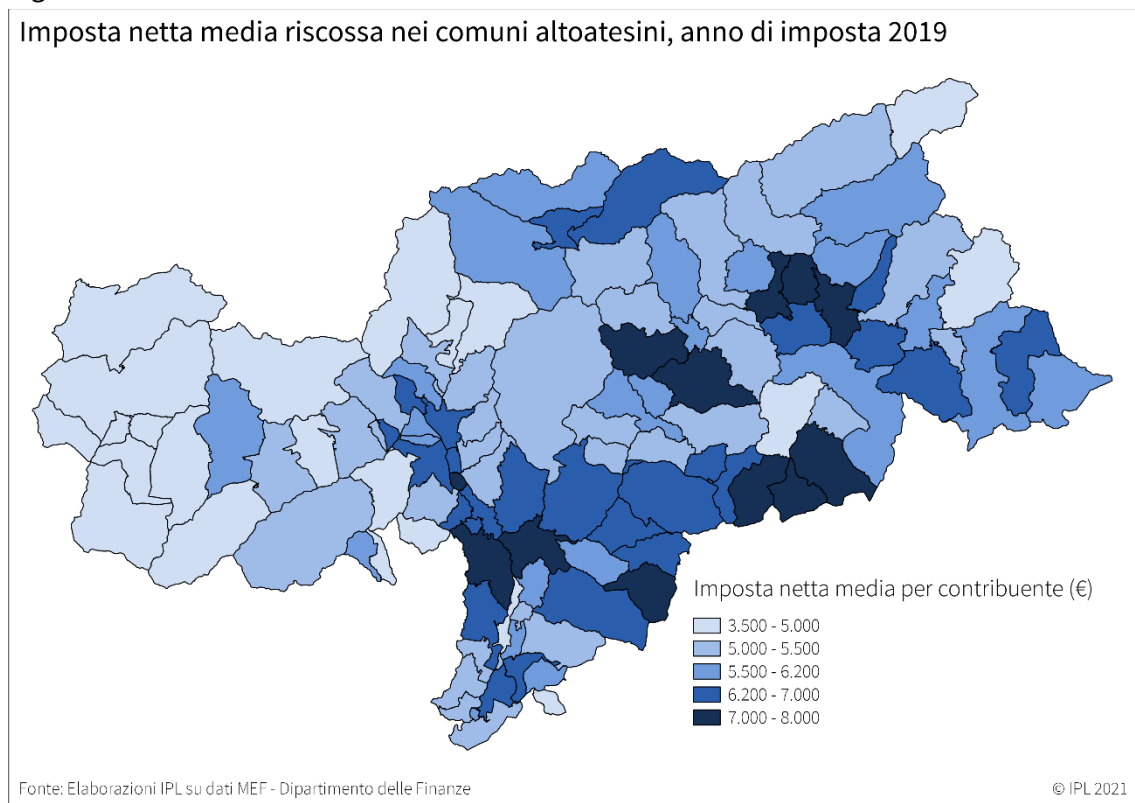 Imposta netta media riscossa nei comuni altoatesini, anno di imposta 2019
Imposta netta media per contribuente (€)
3.500 - 5.000
5.000 - 5.500
5.500 - 6.200
6.200 - 7.000
7.000 - 8.000
Fonte: Elaborazioni IPL su dati MEF - Dipartimento delle Finanze
© IPL 2021